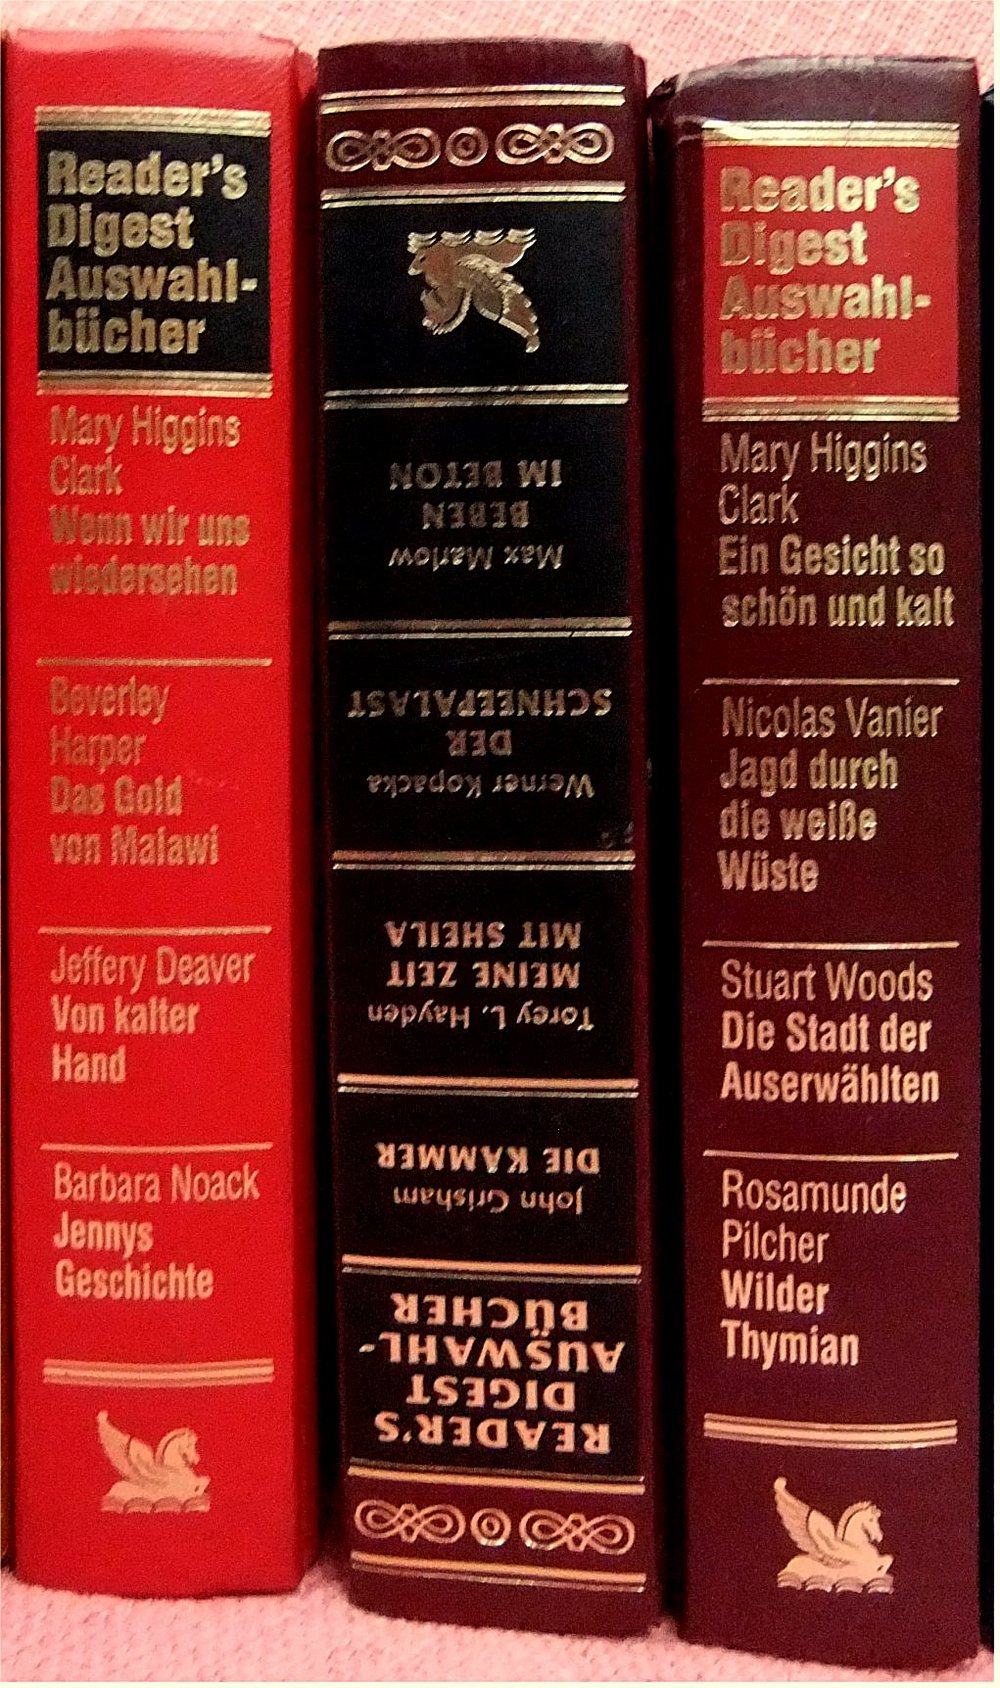 Reader's
Digest
Auswahl-
bücher
Mary Higgins
Clark
Wenn wir uns
wiedersehen
Beverley
Harper
Das Gold
von Malawi
Jeffery Deaver
Von kalter
Hand
Barbara Noack
Jennys
Geschichte
READER'S
DIGEST
AUSWAHL-
BÜCHER
John Grisham
DIE KAMMER
Torey L. Hayden
MEINE ZEIT
MIT SHEILA
Werner Kopacka
DER
SCHNEEPALAST
Max Marlow
BEBEN
IM BETON
Reader's
Digest
Auswahl-
bücher
Mary Higgins
Clark
Ein Gesicht so
schön und kalt
Nicolas Vanier
Jagd durch
die weiße
Wüste
Stuart Woods
Die Stadt der
Auserwählten
Rosamunde
Pilcher
Wilder
Thymian